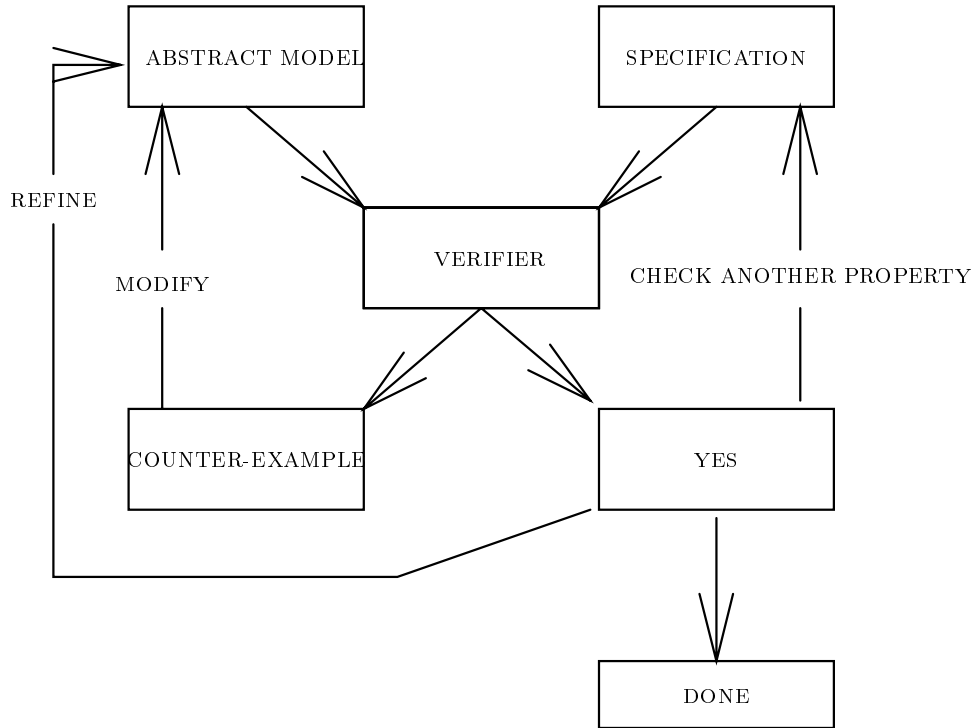 ABSTRACT MODEL
SPECIFICATION
REFINE
VERIFIER
MODIFY
CHECK ANOTHER PROPERTY
COUNTER-EXAMPLE
YES
DONE